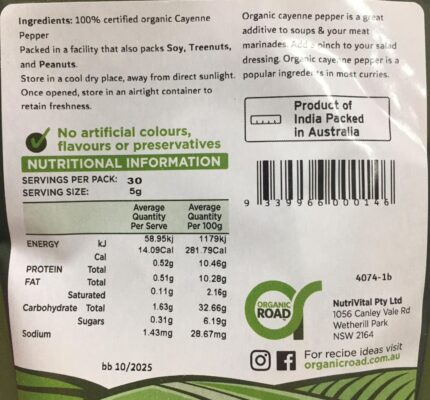 Ingredients: 100% certified organic Cayenne
Pepper
Packed in a facility that also packs Soy, Treenuts,
and Peanuts.
Store in a cool dry place, away from direct sunlight.
Once opened, store in an airtight container to
retain freshness.
Organic cayenne pepper is a great
additive to soups & your meat
marinades. Add a pinch to your salad
dressing. Organic cayenne pepper is a
popular ingredients in most curries.
No artificial colours,
flavours or preservatives
Product of
India Packed
in Australia
NUTRITIONAL INFORMATION
SERVINGS PER PACK: 30
SERVING SIZE: 5g
Average Quantity Per Serve Average Quantity Per 100g
ENERGY kJ 58.95kj 1179kj
Cal 14.09Cal 281.79Cal
PROTEIN Total 0.52g 10.46g
FAT Total 0.51g 10.28g
Saturated 0.11g 2.16g
Carbohydrate Total 1.63g 32.66g
Sugars 0.31g 6.19g
Sodium 1.43mg 28.67mg
bb 10/2025
9 339966 000146
4074-1b
ORGANIC
ROAD
NutriVital Pty Ltd
1056 Canley Vale Rd
Wetherill Park
NSW 2164
For recipe ideas visit
organicroad.com.au